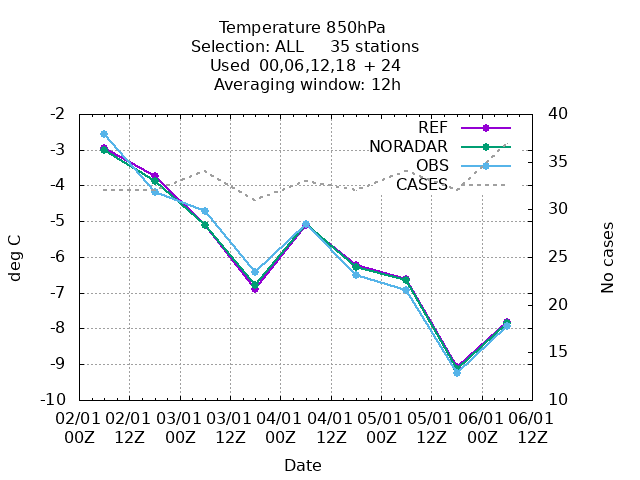 Temperature 850hPa
Selection: ALL 35 stations
Used 00,06,12,18 + 24
Averaging window: 12h
-2 40
REF
NORADAR
-3 35
OBS
-4 CASES
30
-5
deg C No cases
-6 25
-7
20
-8
-9 15
-10 10
02/01 02/01 03/01 03/01 04/01 04/01 05/01 05/01 06/01 06/01
00Z 12Z 00Z 12Z 00Z 12Z 00Z 12Z 00Z 12Z
Date